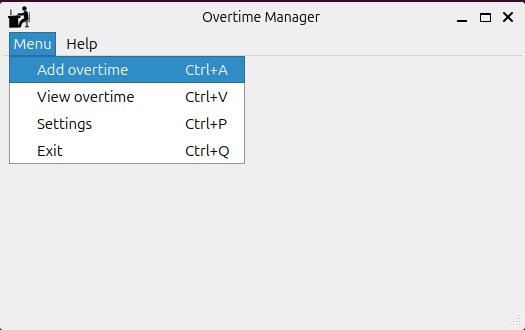 Overtime Manager
Menu Help
Add overtime Ctrl+A
View overtime Ctrl+V
Settings Ctrl+P
Exit Ctrl+Q